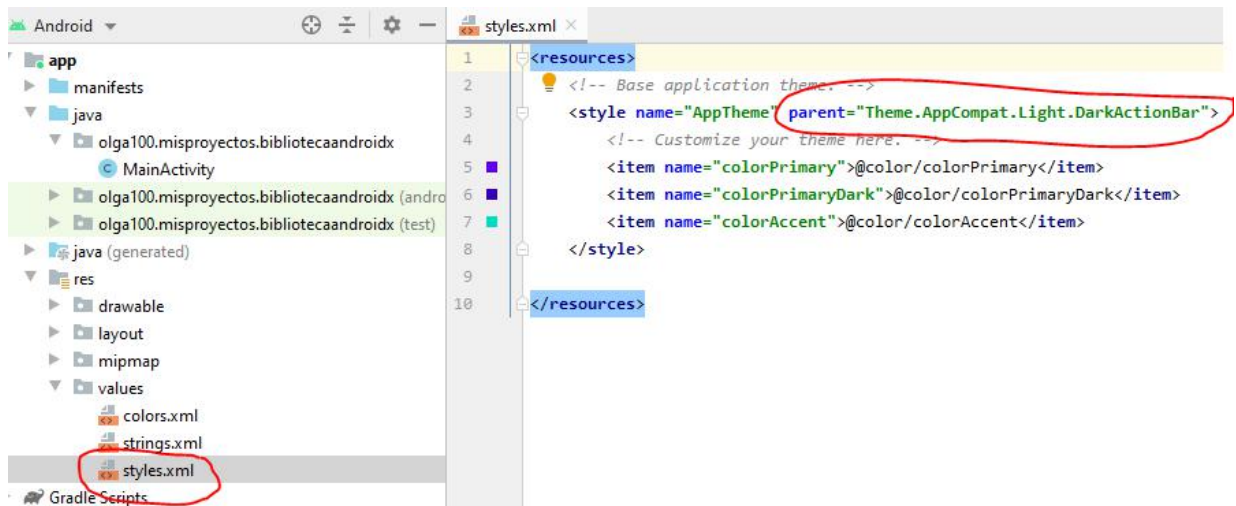 Android
app
manifests
java
olga100.misproyectos.bibliotecaandroidx
MainActivity
olga100.misproyectos.bibliotecaandroidx (andro
olga100.misproyectos.bibliotecaandroidx (test)
java (generated)
res
drawable
layout
mipmap
values
colors.xml
strings.xml
styles.xml
Gradle Scripts
styles.xml
1 <resources>
2 <!-- Base application theme. -->
3 <style name="AppTheme" parent="Theme.AppCompat.Light.DarkActionBar">
4 <!-- Customize your theme here. -->
5 <item name="colorPrimary">@color/colorPrimary</item>
6 <item name="colorPrimaryDark">@color/colorPrimaryDark</item>
7 <item name="colorAccent">@color/colorAccent</item>
8 </style>
9
10 </resources>